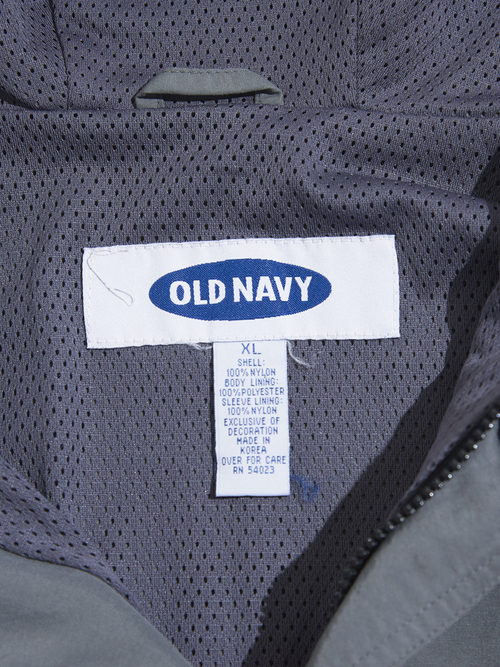 OLD NAVY
XL
SHELL:
100% NYLON
BODY LINING:
100% POLYESTER
SLEEVE LINING:
100% NYLON
EXCLUSIVE OF
DECORATION
MADE IN
KOREA
OVER FOR CARE
RN 54023